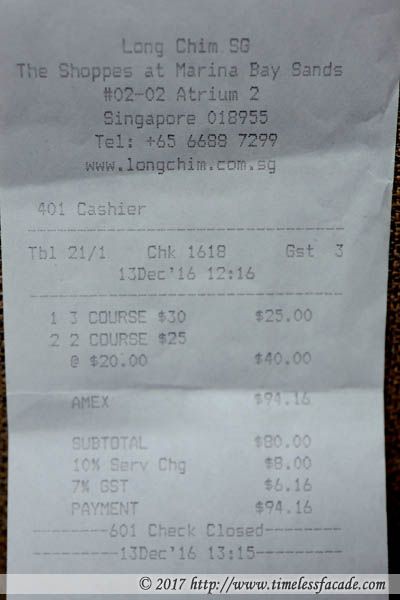 Long Chim SG
The Shoppes at Marina Bay Sands
#02-02 Atrium 2
Singapore 018955
Tel: +65 6688 7299
www.longchim.com.sg
401 Cashier
Tbl 21/1 Chk 1618 Gst 3
13Dec'16 12:16
1 3 COURSE $30 $25.00
2 2 COURSE $25
@ $20.00 $40.00
AMEX $94.16
SUBTOTAL $80.00
10% Serv Chg $8.00
7% GST $6.16
PAYMENT $94.16
--------601 Check Closed--------
---------13Dec'16 13:15---------
© 2017 http://www.timelessfacade.com